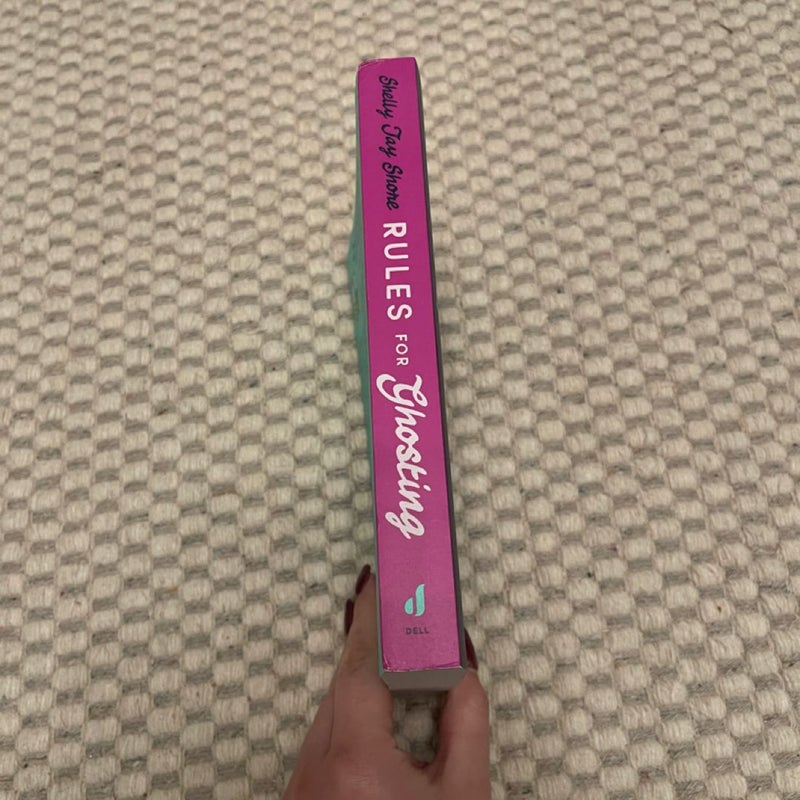 Shelly Jay Shore
RULES FOR Ghosting
DELL